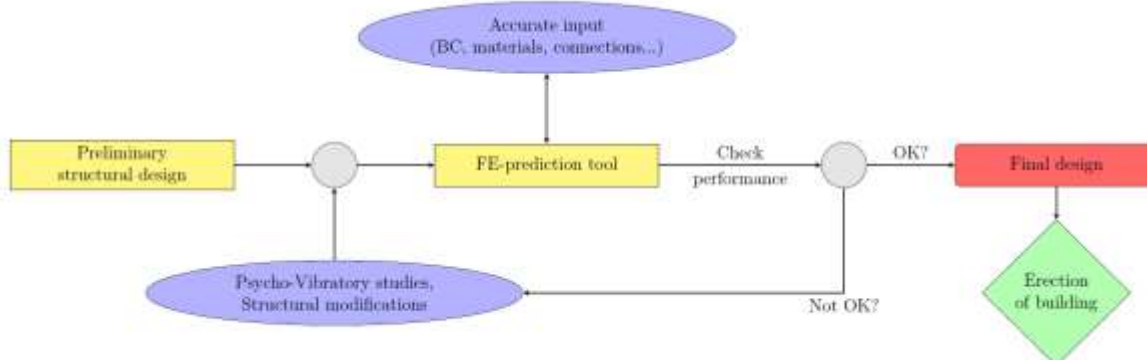 Accurate input
(BC, materials, connections...)
Preliminary
structural design
FE-prediction tool
Check
performance
OK?
Final design
Psycho-Vibratory studies,
Structural modifications
Not OK?
Erection
of building